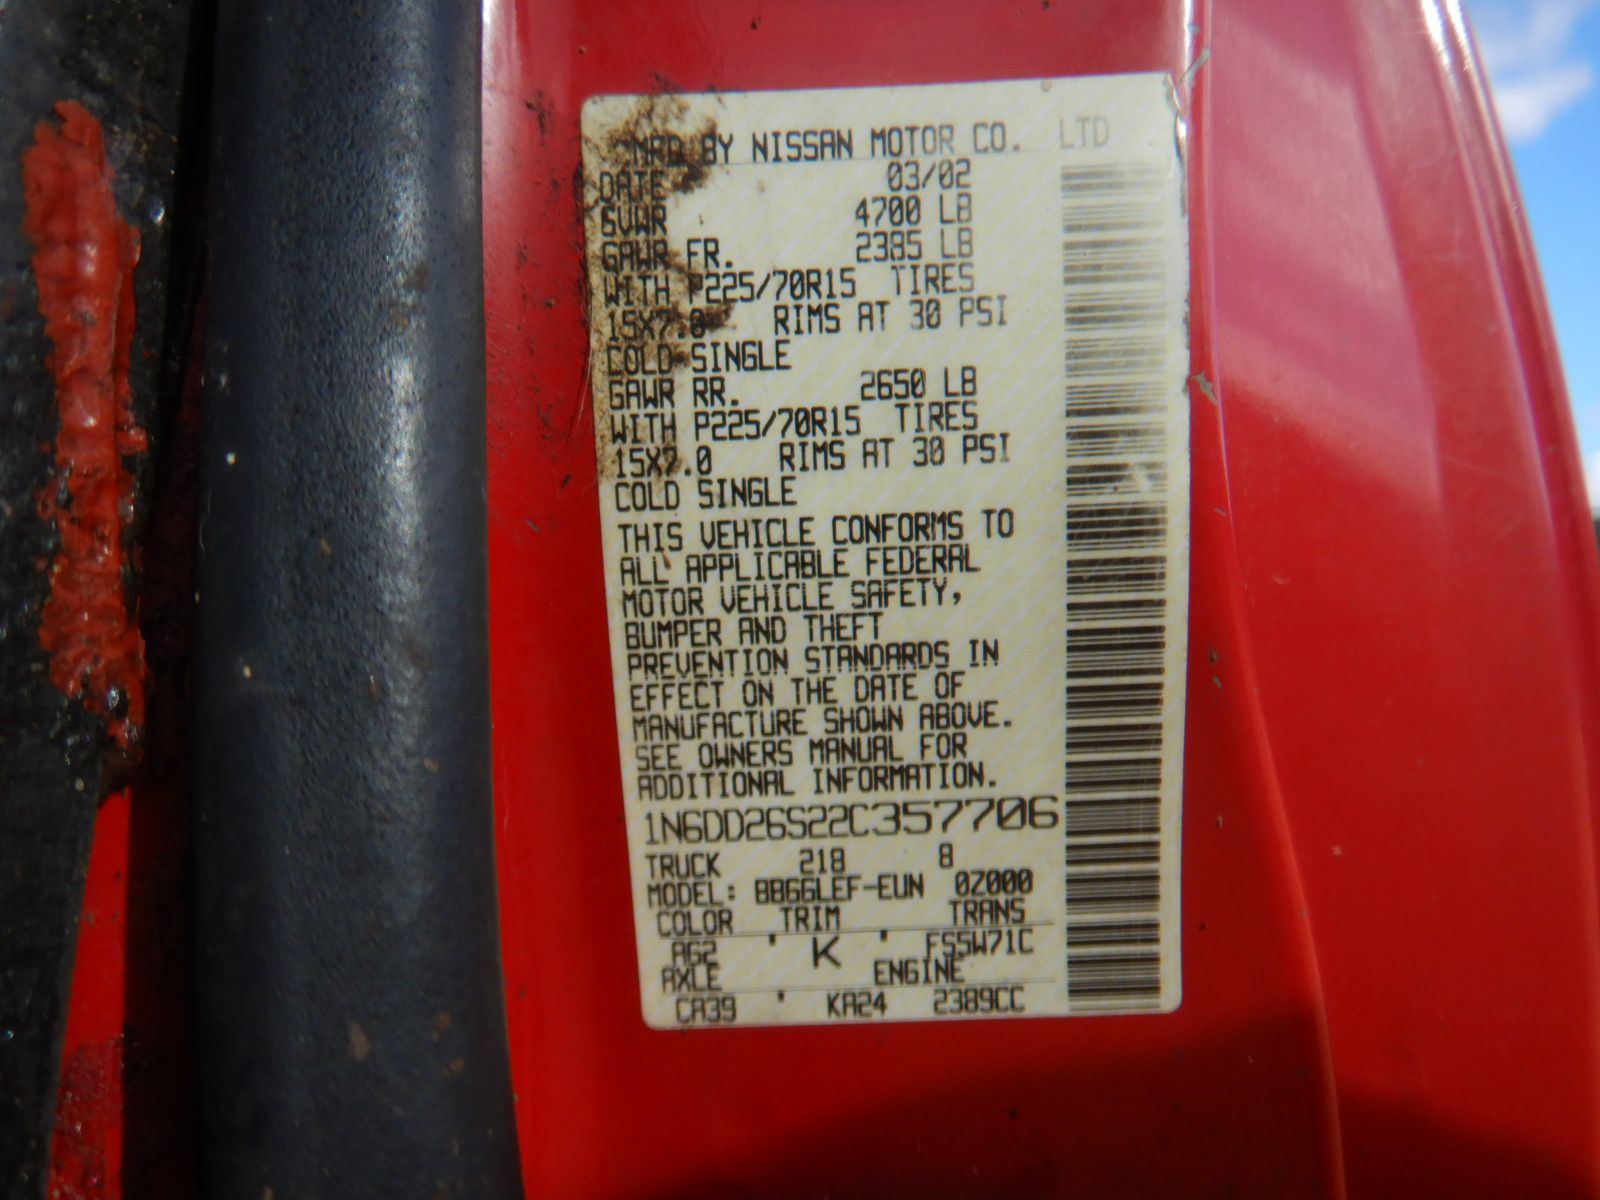 MFD BY NISSAN MOTOR CO. LTD
DATE 03/02
GVWR 4700 LB
GAWR FR. 2385 LB
WITH P225/70R15 TIRES
15X7.0 RIMS AT 30 PSI
COLD SINGLE
GAWR RR. 2650 LB
WITH P225/70R15 TIRES
15X7.0 RIMS AT 30 PSI
COLD SINGLE
THIS VEHICLE CONFORMS TO
ALL APPLICABLE FEDERAL
MOTOR VEHICLE SAFETY,
BUMPER AND THEFT
PREVENTION STANDARDS IN
EFFECT ON THE DATE OF
MANUFACTURE SHOWN ABOVE.
SEE OWNERS MANUAL FOR
ADDITIONAL INFORMATION.
1N6DD26S22C357706
TRUCK 218 8
MODEL: BBGGLEF-EUN 0Z000
COLOR TRIM TRANS
AG2 ' K ' FS5W71C
AXLE ENGINE
CA39 ' KA24 2389CC